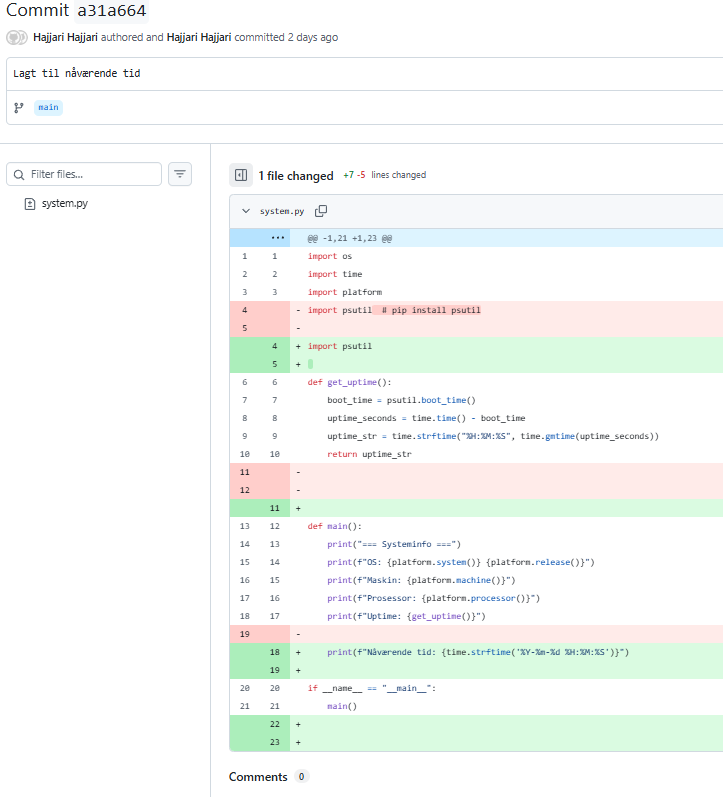 Commit a31a664
Hajjari Hajjari authored and Hajjari Hajjari committed 2 days ago
Lagt til nåværende tid
main
Filter files...
system.py
1 file changed +7 -5 lines changed
system.py
... @@ -1,21 +1,23 @@
1 1 import os
2 2 import time
3 3 import platform
4 - import psutil  # pip install psutil
5 -
4 + import psutil
5 +
6 6 def get_uptime():
7 7     boot_time = psutil.boot_time()
8 8     uptime_seconds = time.time() - boot_time
9 9     uptime_str = time.strftime("%H:%M:%S", time.gmtime(uptime_seconds))
10 10     return uptime_str
11 -
12 -
11 +
13 12 def main():
14 13     print("=== Systeminfo ===")
15 14     print(f"OS: {platform.system()} {platform.release()}")
16 15     print(f"Maskin: {platform.machine()}")
17 16     print(f"Prosessor: {platform.processor()}")
18 17     print(f"Uptime: {get_uptime()}")
19 -
18 +     print(f"Nåværende tid: {time.strftime('%Y-%m-%d %H:%M:%S')}")
19 +
20 20 if __name__ == "__main__":
21 21     main()
22 +
23 +
Comments 0